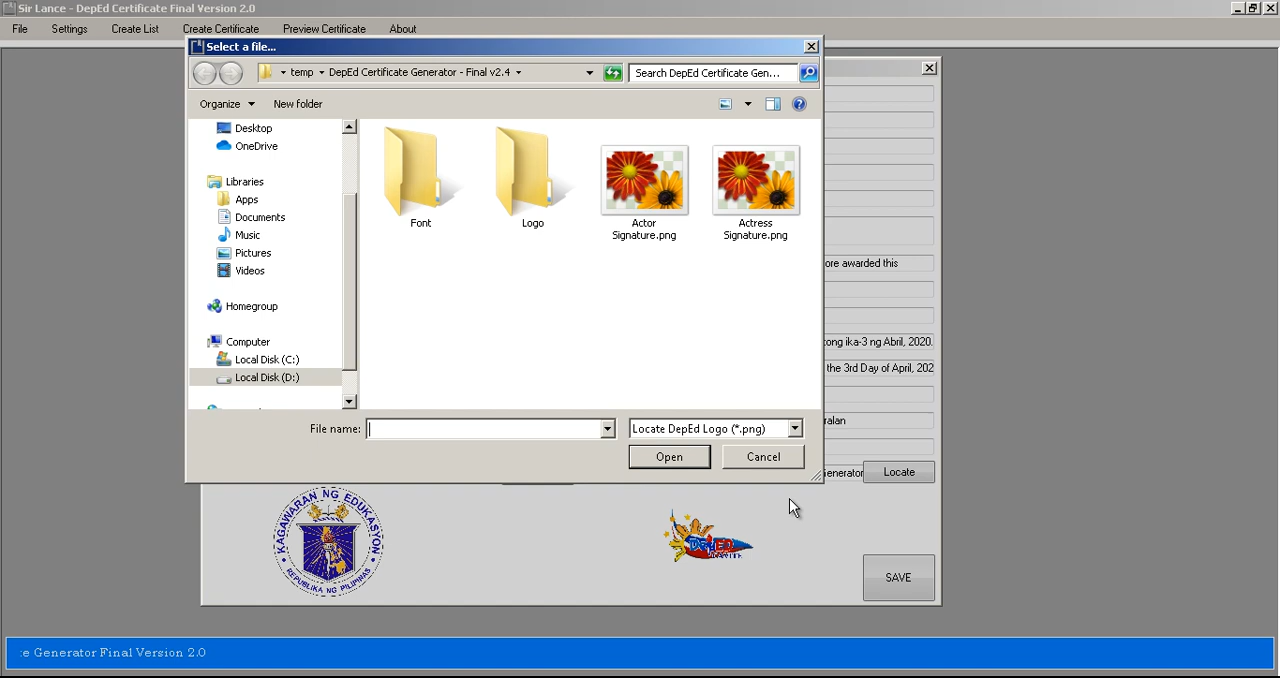 Sir Lance - DepEd Certificate Final Version 2.0
File Settings Create List Create Certificate Preview Certificate About
Select a file...
temp DepEd Certificate Generator - Final v2.4
Search DepEd Certificate Gen...
Organize New folder
Desktop
OneDrive
Libraries
Apps
Documents
Music
Pictures
Videos
Homegroup
Computer
Local Disk (C:)
Local Disk (D:)
Font
Logo
Actor
Signature.png
Actress
Signature.png
File name:
Locate DepEd Logo (*.png)
Open Cancel
ore awarded this
tong ika-3 ng Abril, 2020.
the 3rd Day of April, 202
ralan
Generator
Locate
KAGAWARAN NG EDUKASYON
REPUBLIKA NG PILIPINAS
DepED
SAVE
:e Generator Final Version 2.0